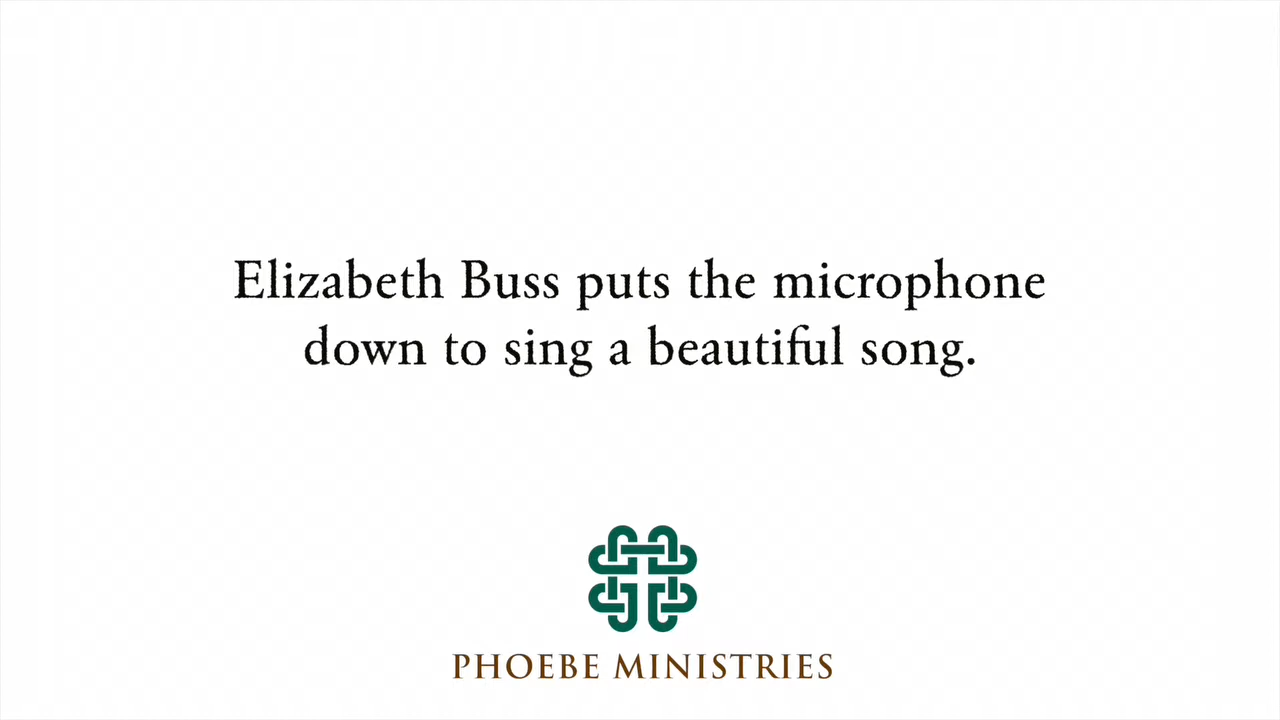 Elizabeth Buss puts the microphone
down to sing a beautiful song.
PHOEBE MINISTRIES